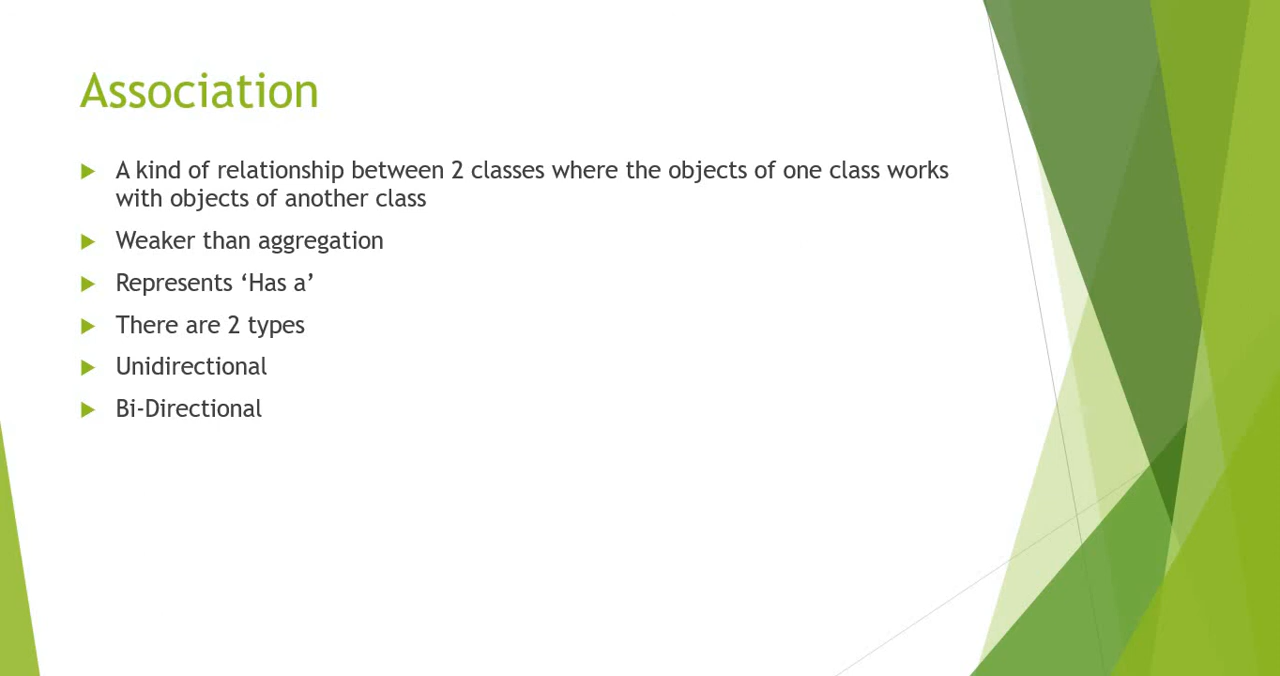 Association
A kind of relationship between 2 classes where the objects of one class works
with objects of another class
Weaker than aggregation
Represents ‘Has a’
There are 2 types
Unidirectional
Bi-Directional